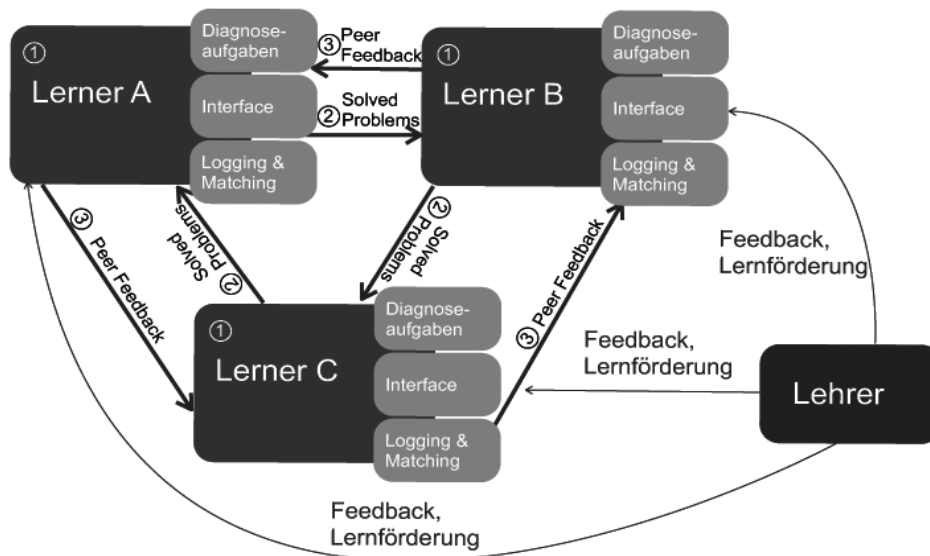 ①
Lerner A
Diagnose-
aufgaben
Interface
Logging &
Matching
③ Peer
Feedback
② Solved
Problems
①
Lerner B
Diagnose-
aufgaben
Interface
Logging &
Matching
③ Peer Feedback
② Solved
Problems
② Solved
Problems
③ Peer Feedback
①
Lerner C
Diagnose-
aufgaben
Interface
Logging &
Matching
Feedback,
Lernförderung
Feedback,
Lernförderung
Lehrer
Feedback,
Lernförderung